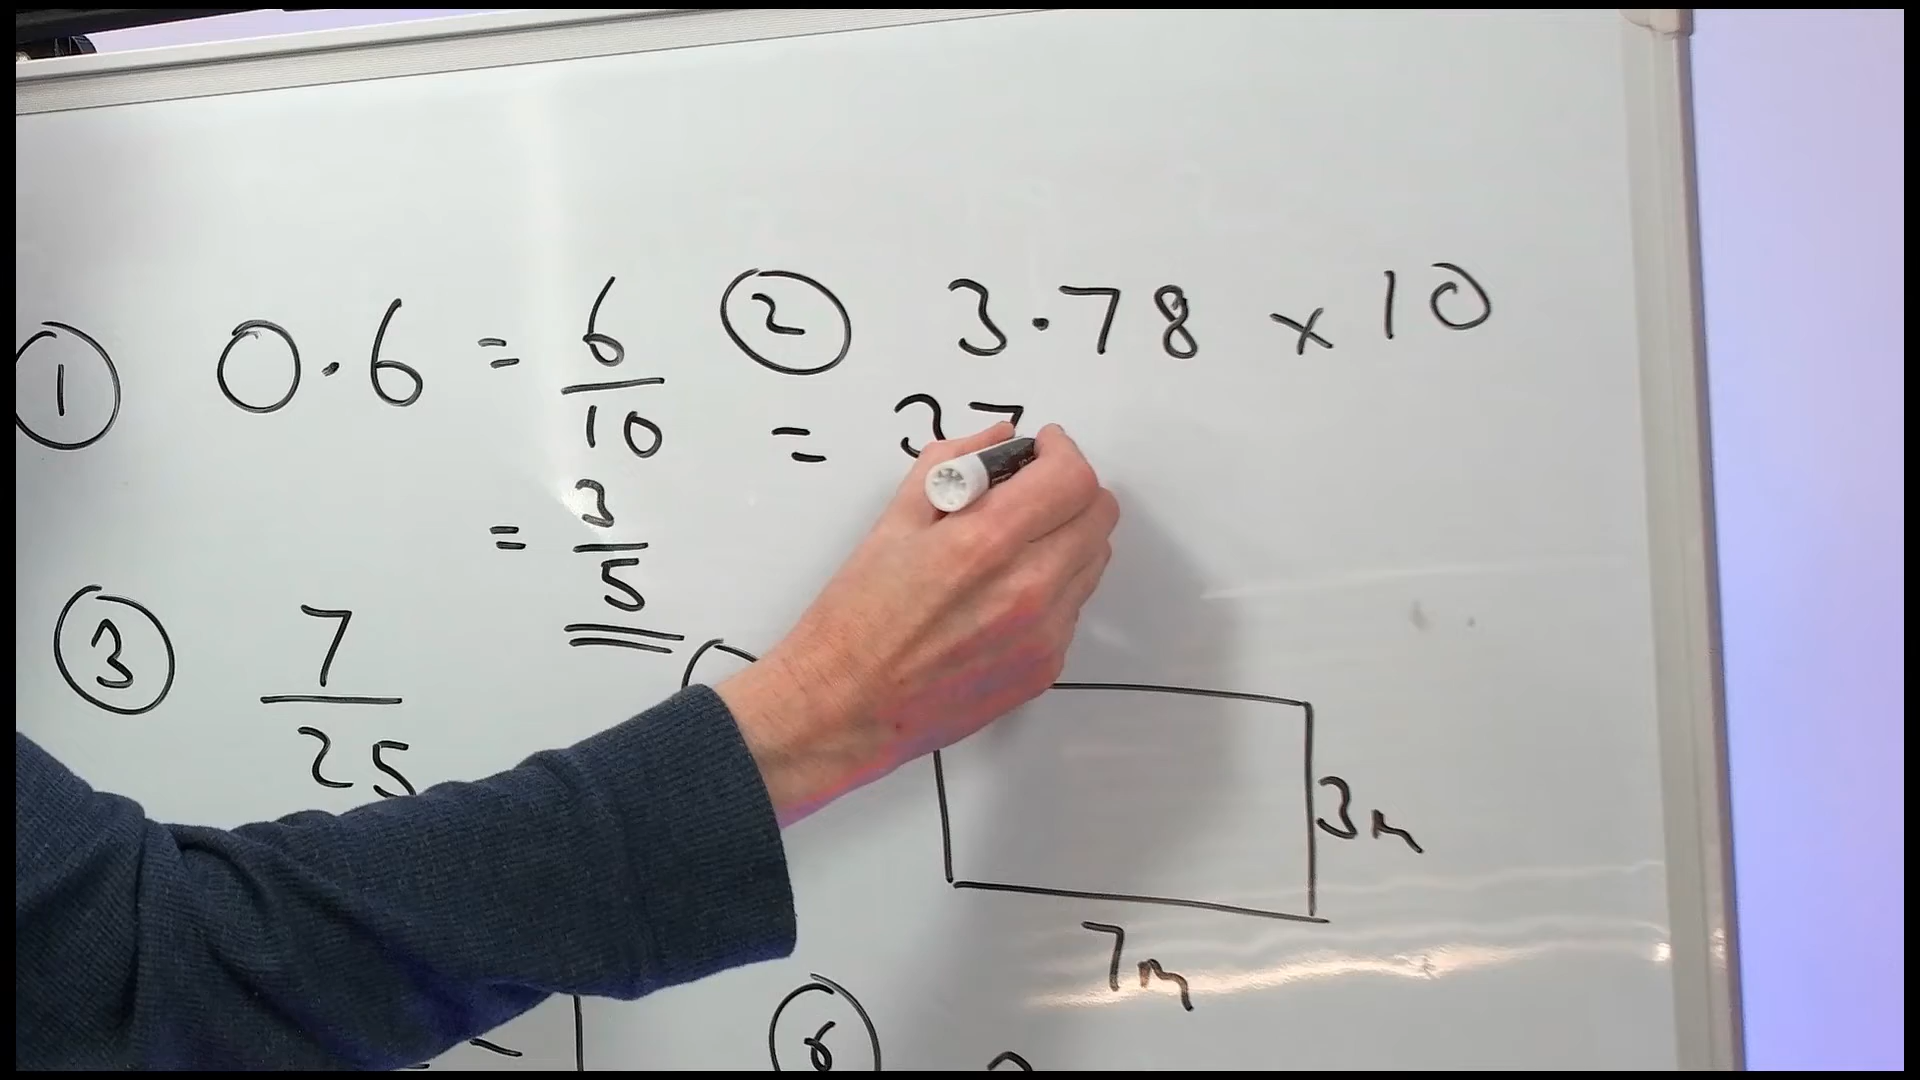 ① 0.6 = 6/10
= 3/5
② 3.78 × 10
= 37
③ 7/25
3m
7m
⑥